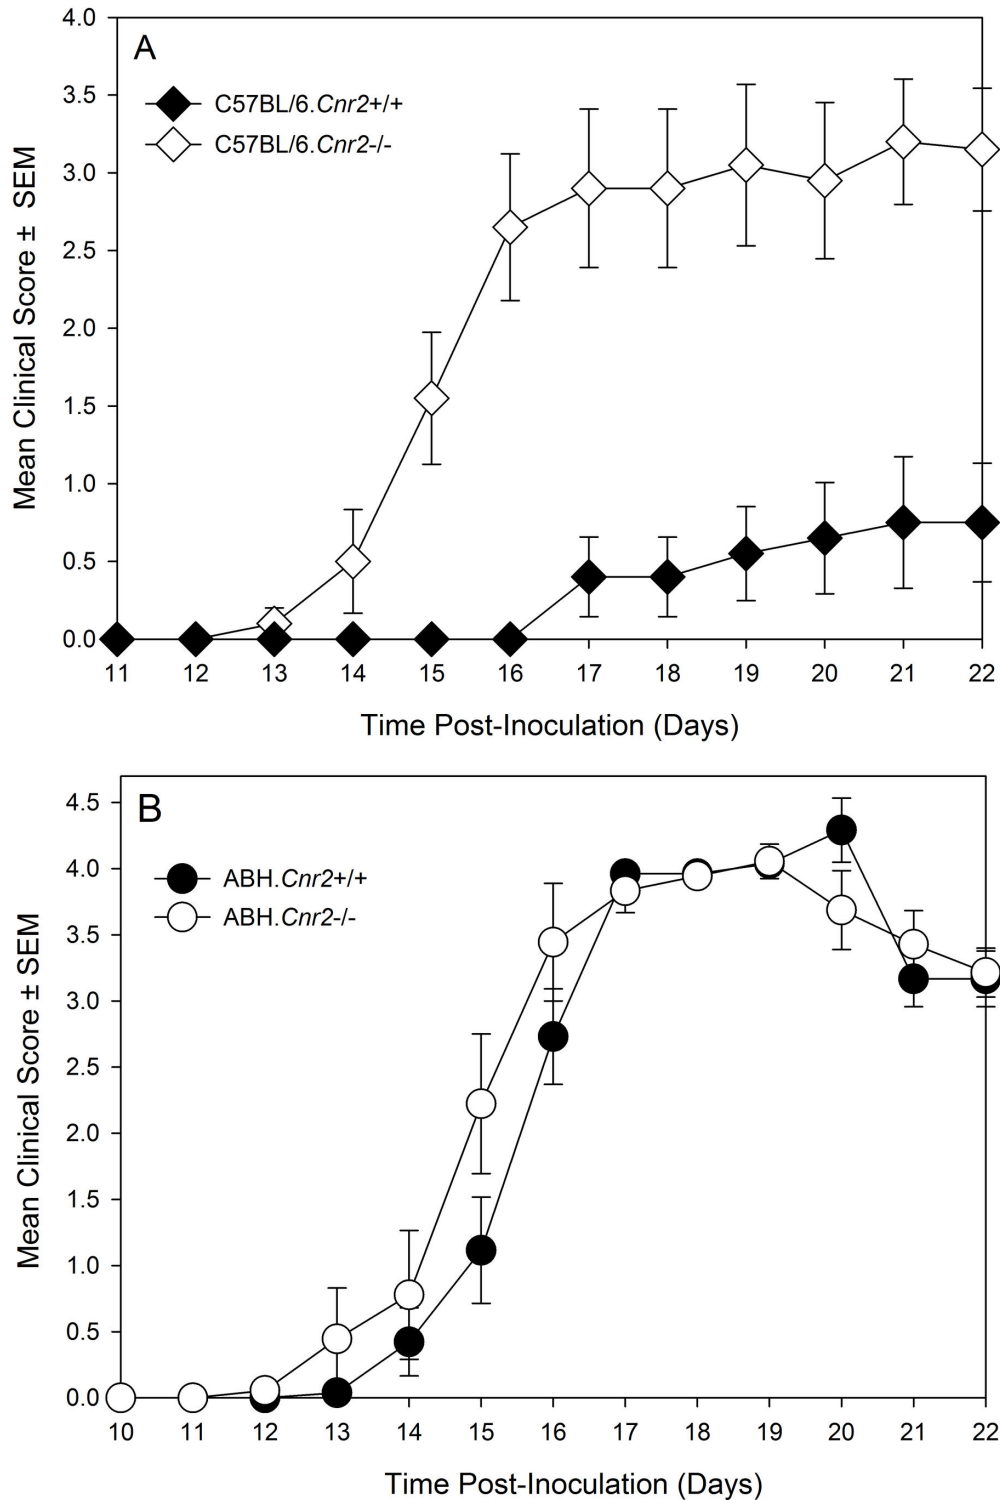 A
C57BL/6.Cnr2+/+
C57BL/6.Cnr2-/-
Mean Clinical Score ± SEM
4.0
3.5
3.0
2.5
2.0
1.5
1.0
0.5
0.0
11 12 13 14 15 16 17 18 19 20 21 22
Time Post-Inoculation (Days)
B
ABH.Cnr2+/+
ABH.Cnr2-/-
Mean Clinical Score ± SEM
4.5
4.0
3.5
3.0
2.5
2.0
1.5
1.0
0.5
0.0
10 11 12 13 14 15 16 17 18 19 20 21 22
Time Post-Inoculation (Days)